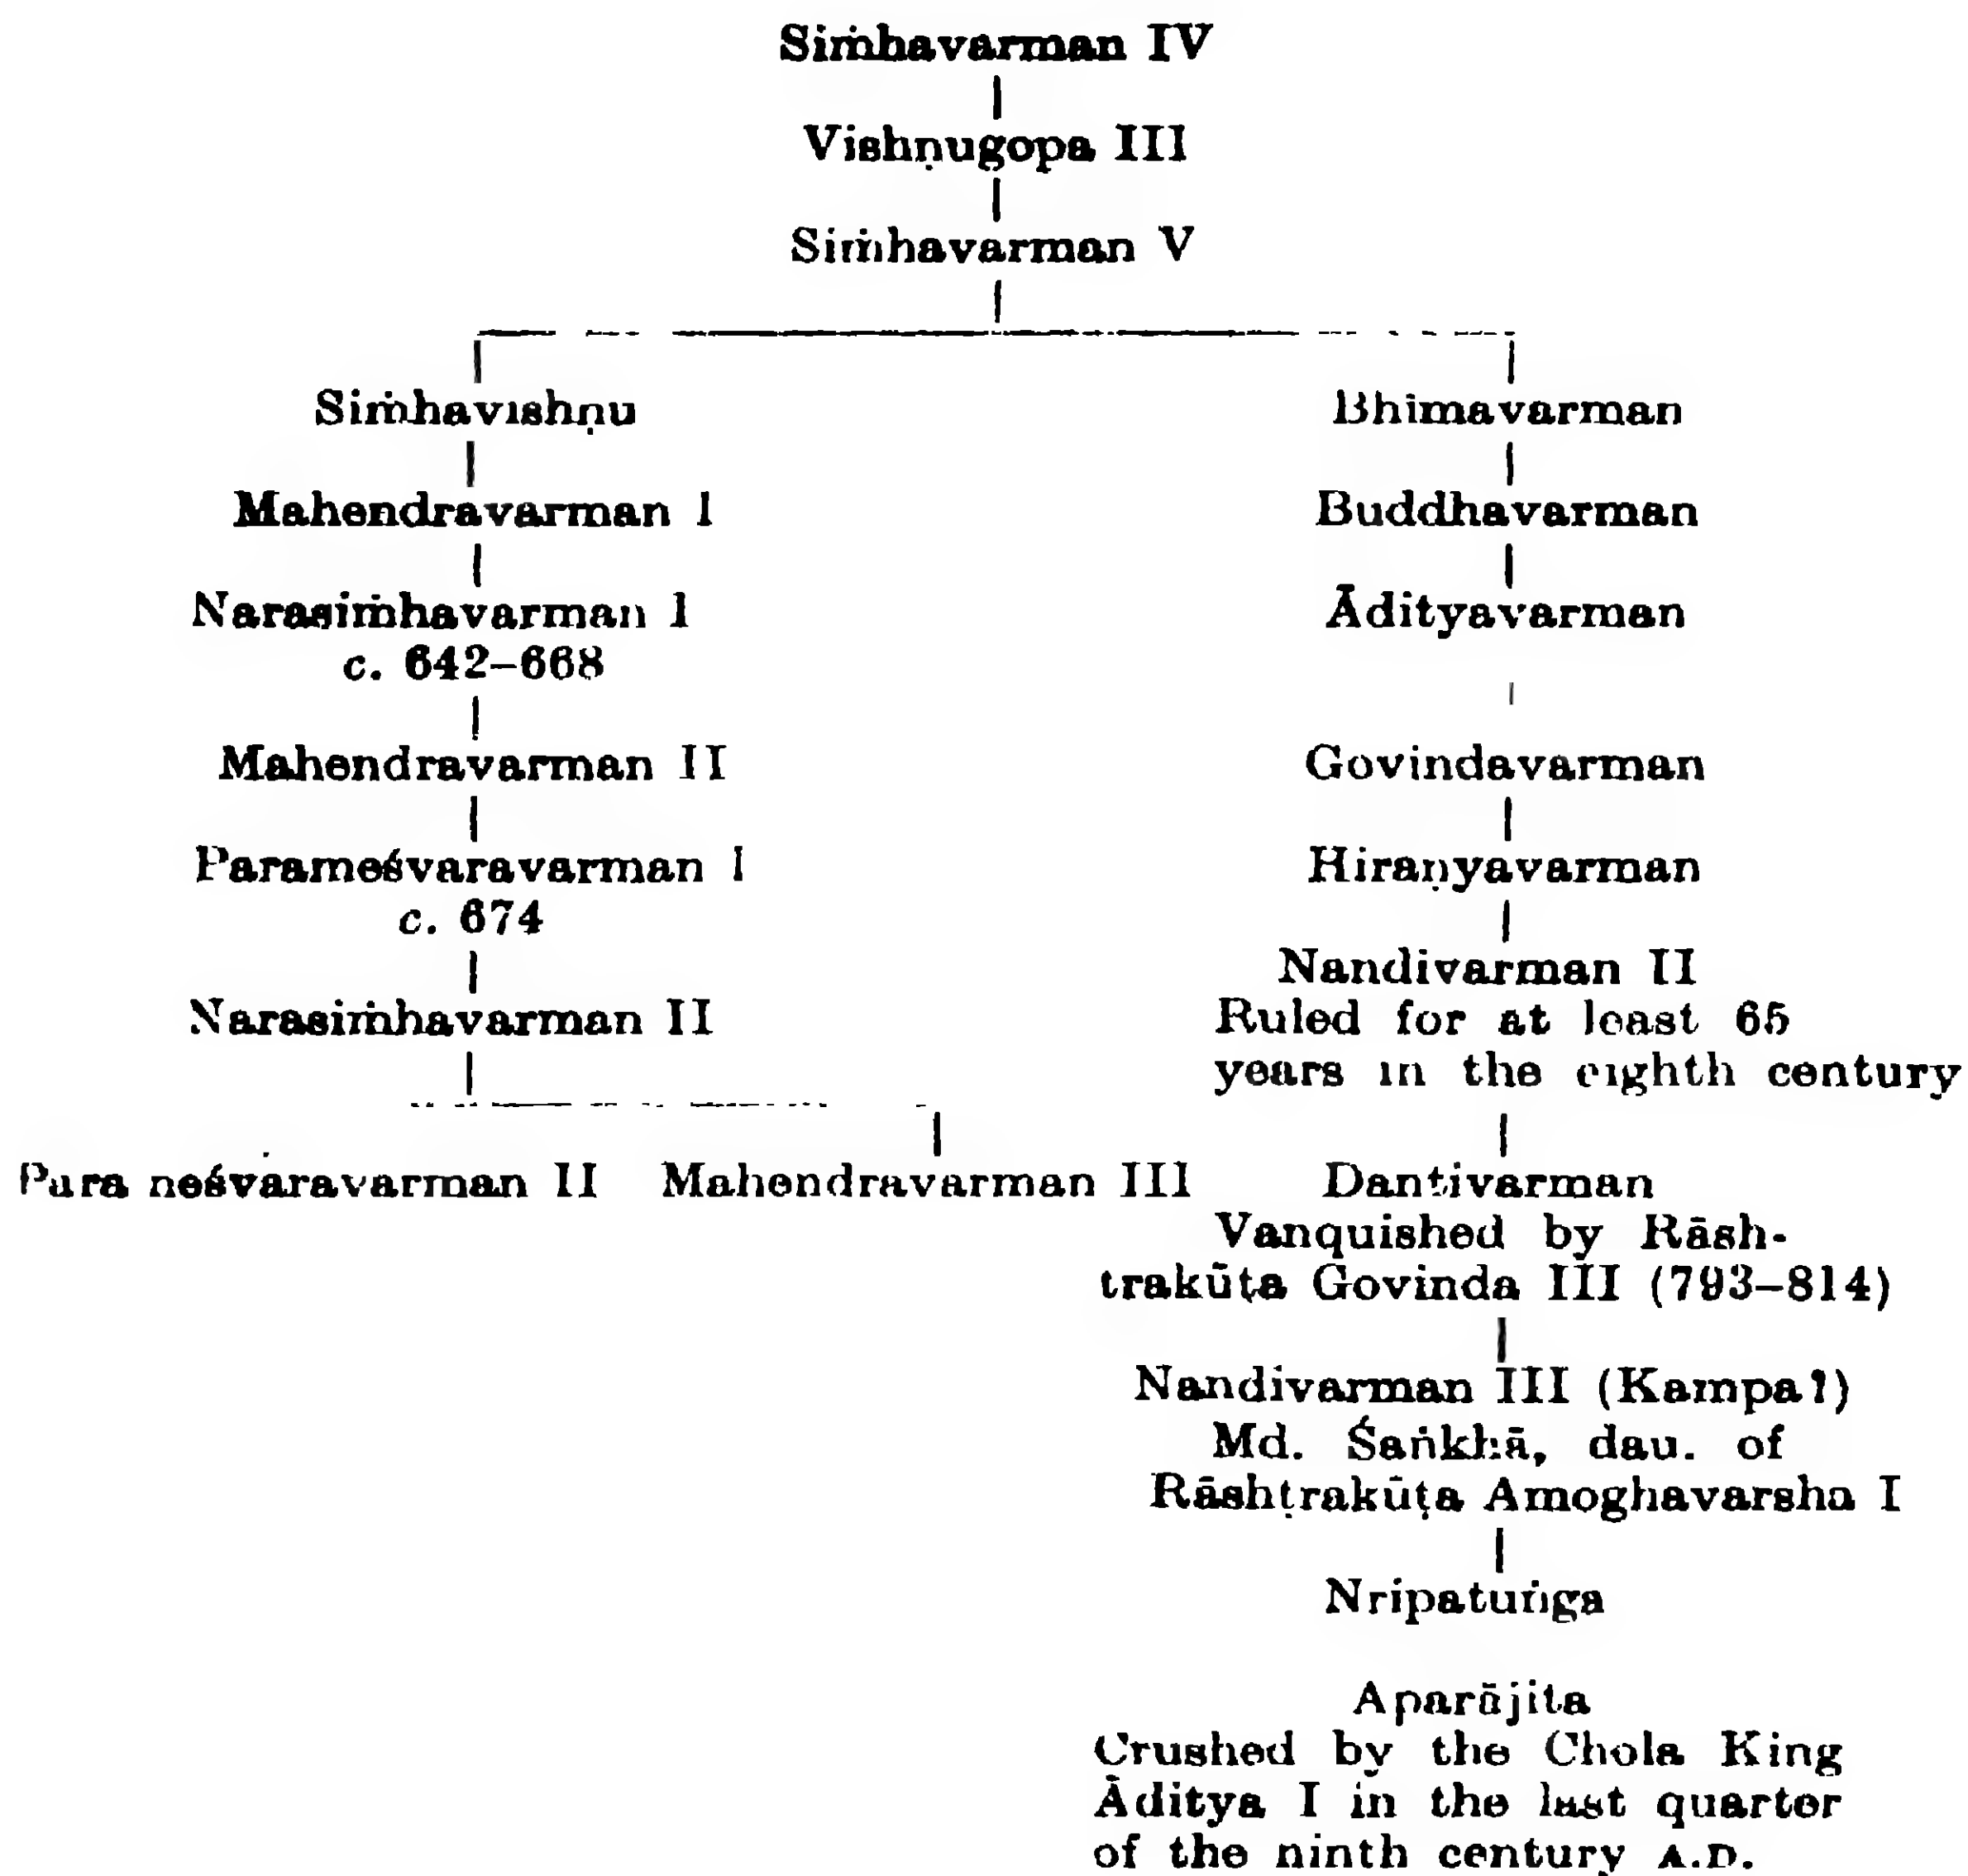 Siṁhavarman IV
Vishṇugopa III
Siṁhavarman V
Siṁhavishṇu Bhimavarman
Mahendravarman I Buddhavarman
Narasiṁhavarman I Ādityavarman
c. 642–668
Mahendravarman II Govindavarman
Parameśvaravarman I Hiraṇyavarman
c. 674
Nandivarman II
Narasiṁhavarman II Ruled for at least 65
years in the eighth century
Parameśvaravarman II Mahendravarman III Dantivarman
Vanquished by Rāsh-
trakūṭa Govinda III (793–814)
Nandivarman III (Kampa?)
Md. Śaṅkhā, dau. of
Rāshṭrakūṭa Amoghavarsha I
Nripatuṅga
Aparājita
Crushed by the Chola King
Āditya I in the last quarter
of the ninth century A.D.